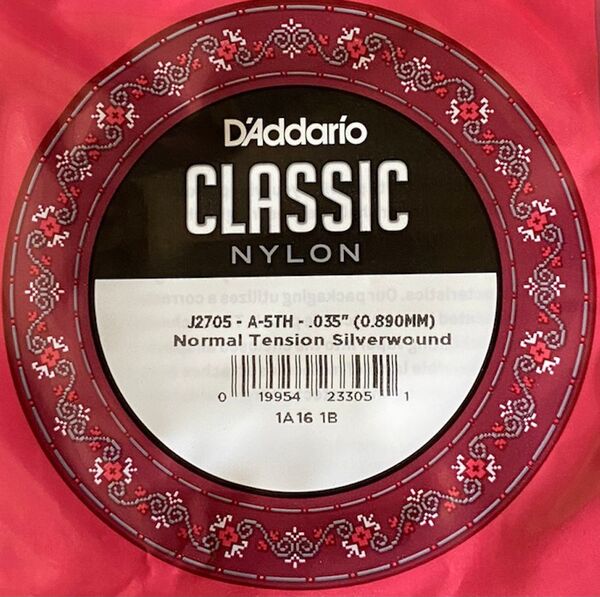 D'Addario
CLASSIC
NYLON
J2705 - A-5TH - .035" (0.890MM)
Normal Tension Silverwound
0 19954 23305 1
1A16 1B